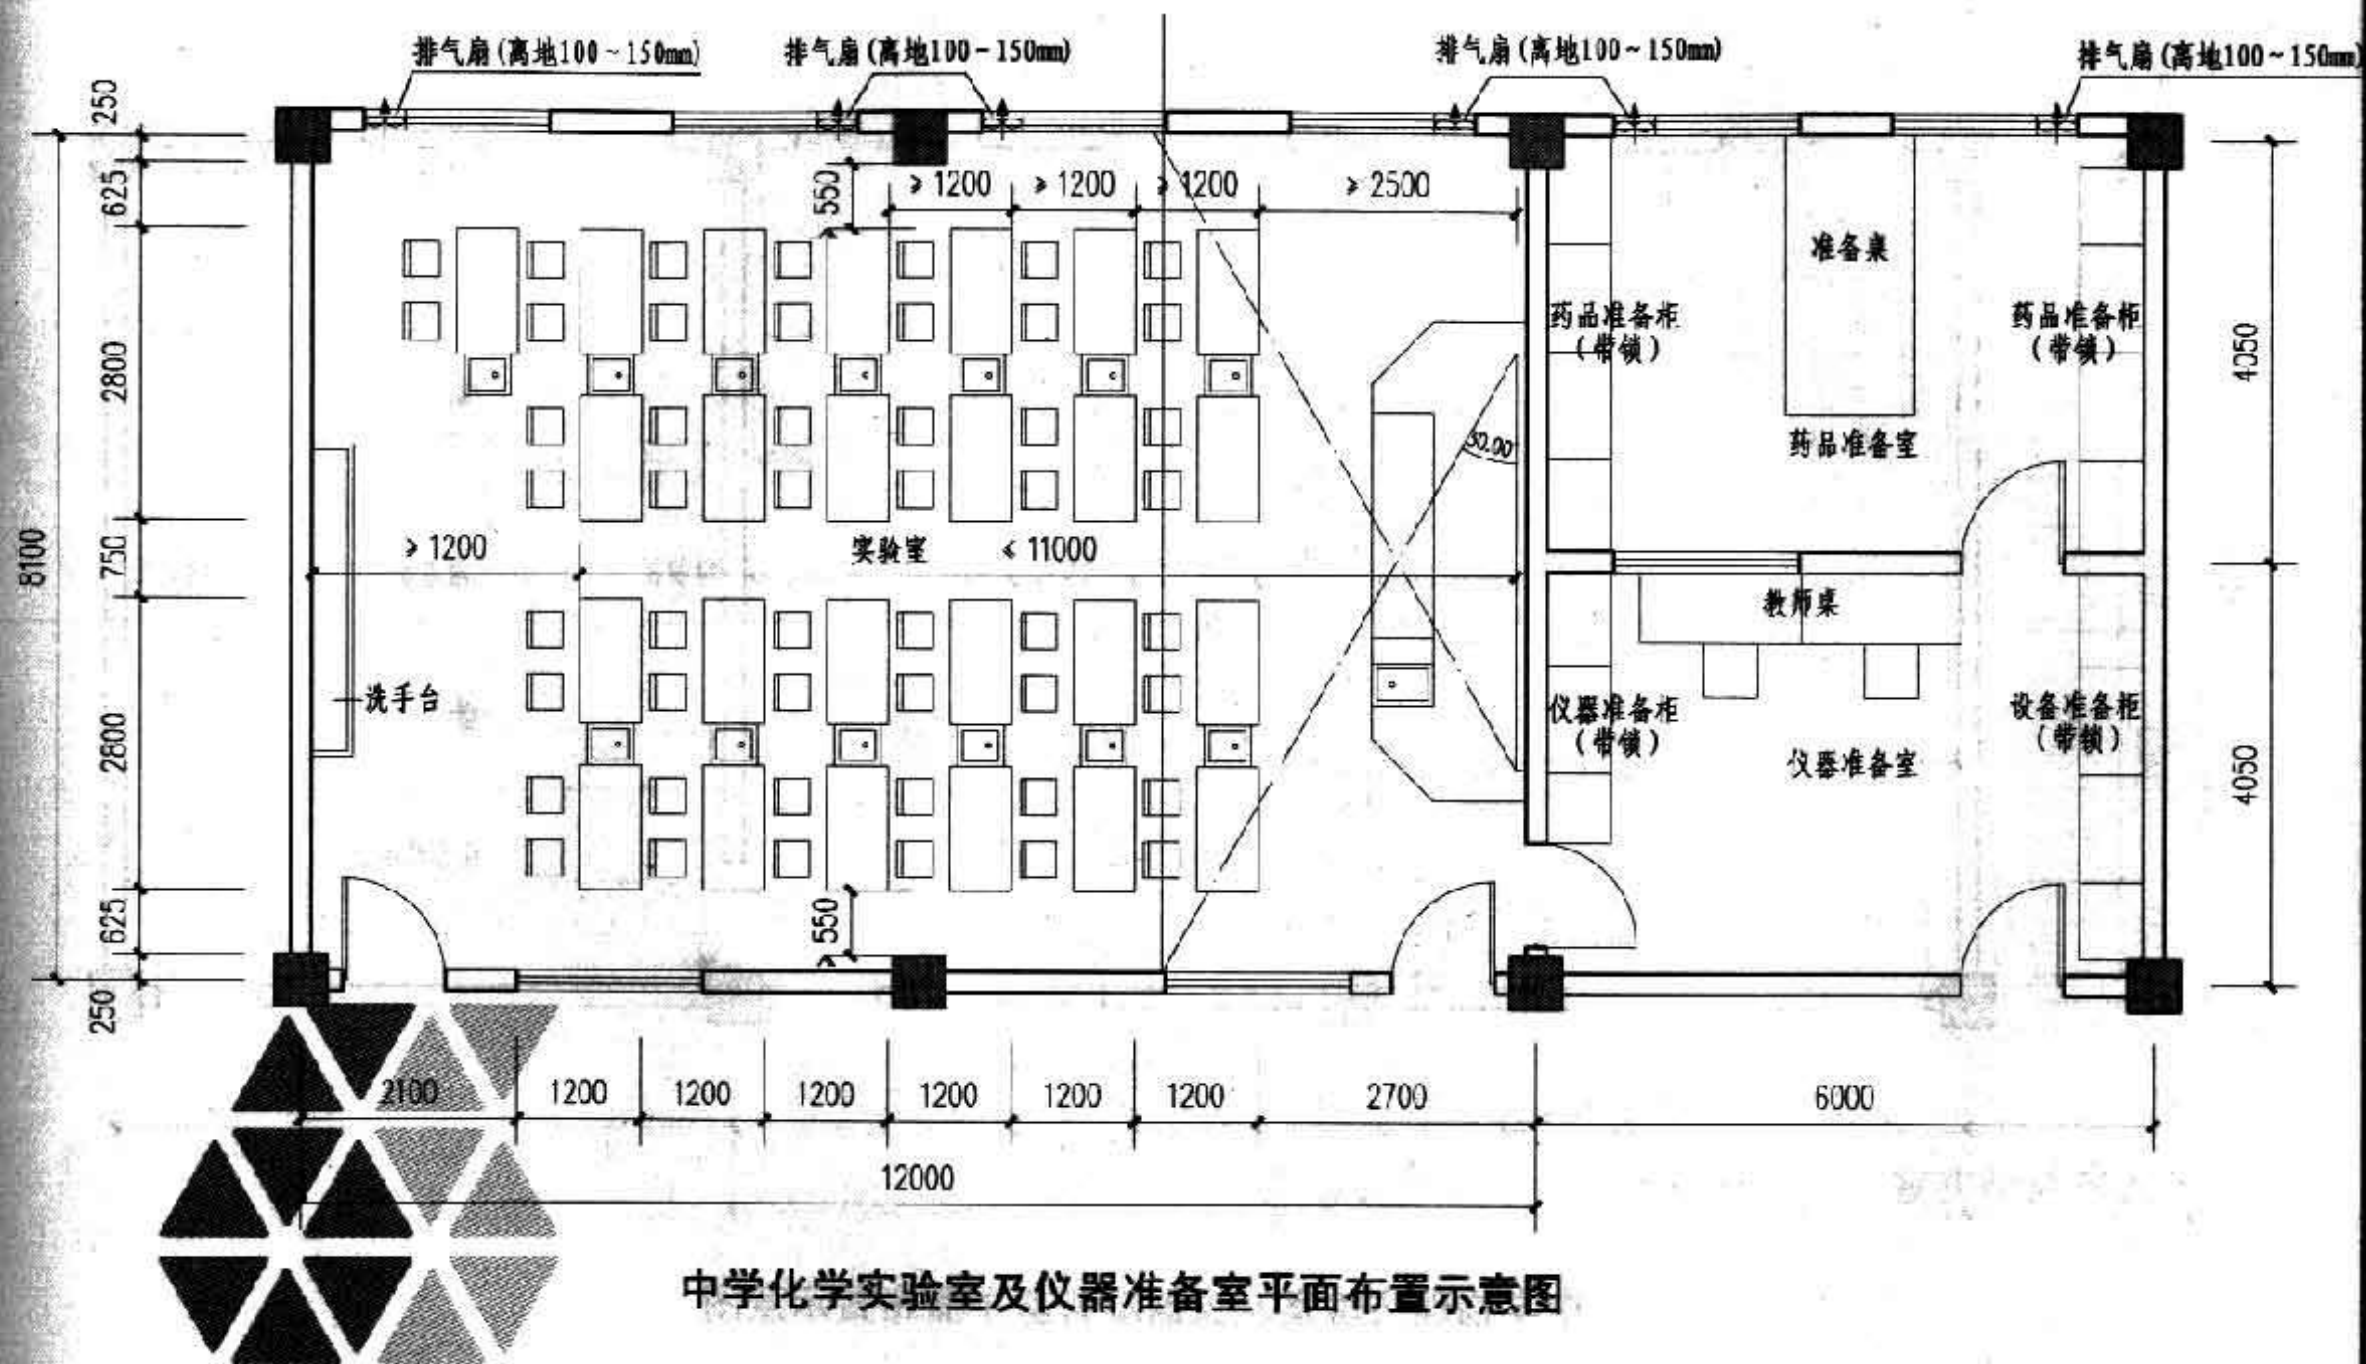 排气扇(离地100~150mm)
排气扇(离地100-150mm)
排气扇(离地100~150mm)
排气扇(离地100~150mm)
250
625
2800
750
2800
625
250
8100
550
≥1200
≥1200
≥1200
≥2500
准备桌
药品准备柜
(带锁)
药品准备柜
(带锁)
药品准备室
30.00
4050
≥1200
实验室
≤11000
教师桌
洗手台
仪器准备柜
(带锁)
设备准备柜
(带锁)
仪器准备室
4050
≥550
2100
1200
1200
1200
1200
1200
1200
2700
6000
12000
中学化学实验室及仪器准备室平面布置示意图